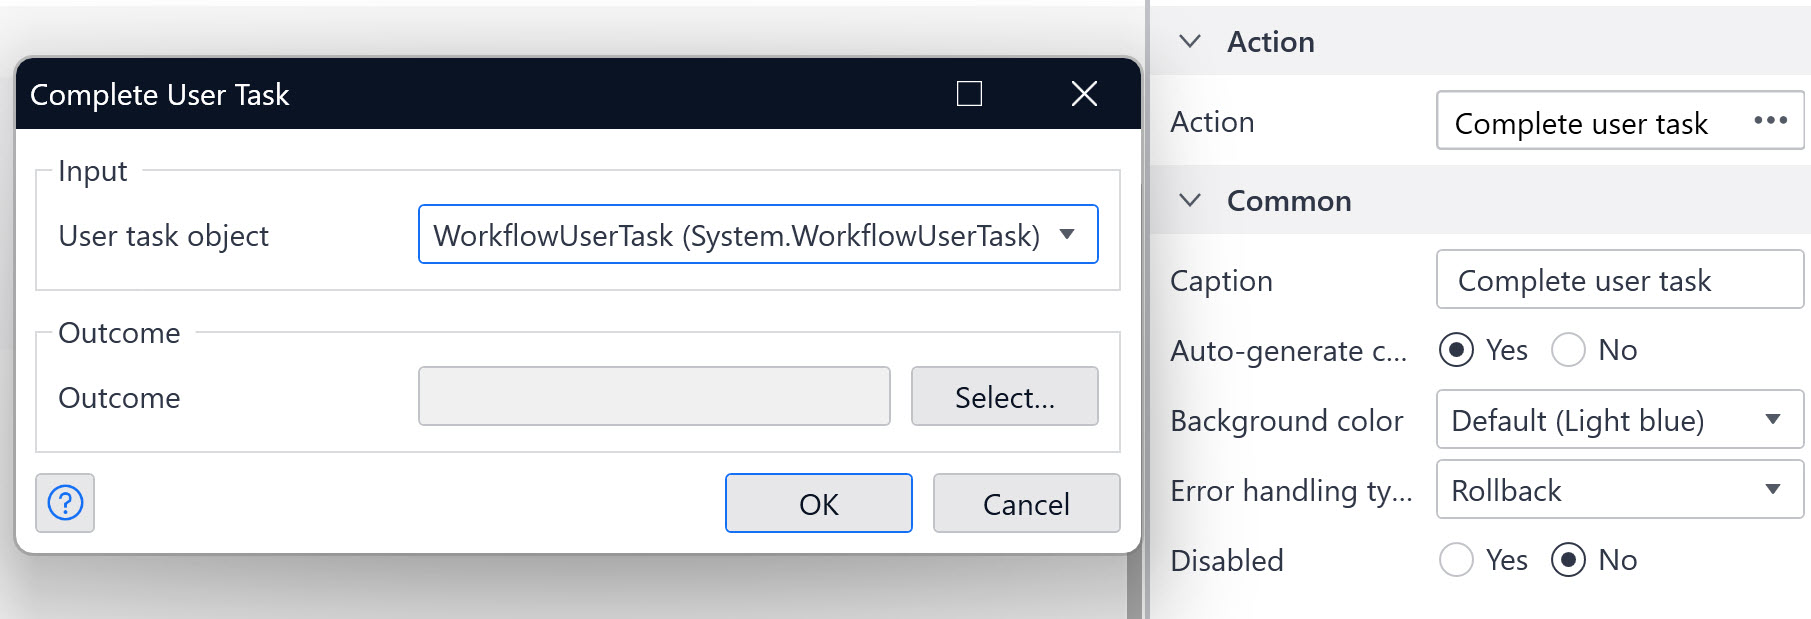 Complete User Task
Input
User task object
WorkflowUserTask (System.WorkflowUserTask)
Outcome
Outcome
Select...
?
OK
Cancel
Action
Action
Complete user task
Common
Caption
Complete user task
Auto-generate c...
Yes
No
Background color
Default (Light blue)
Error handling ty...
Rollback
Disabled
Yes
No